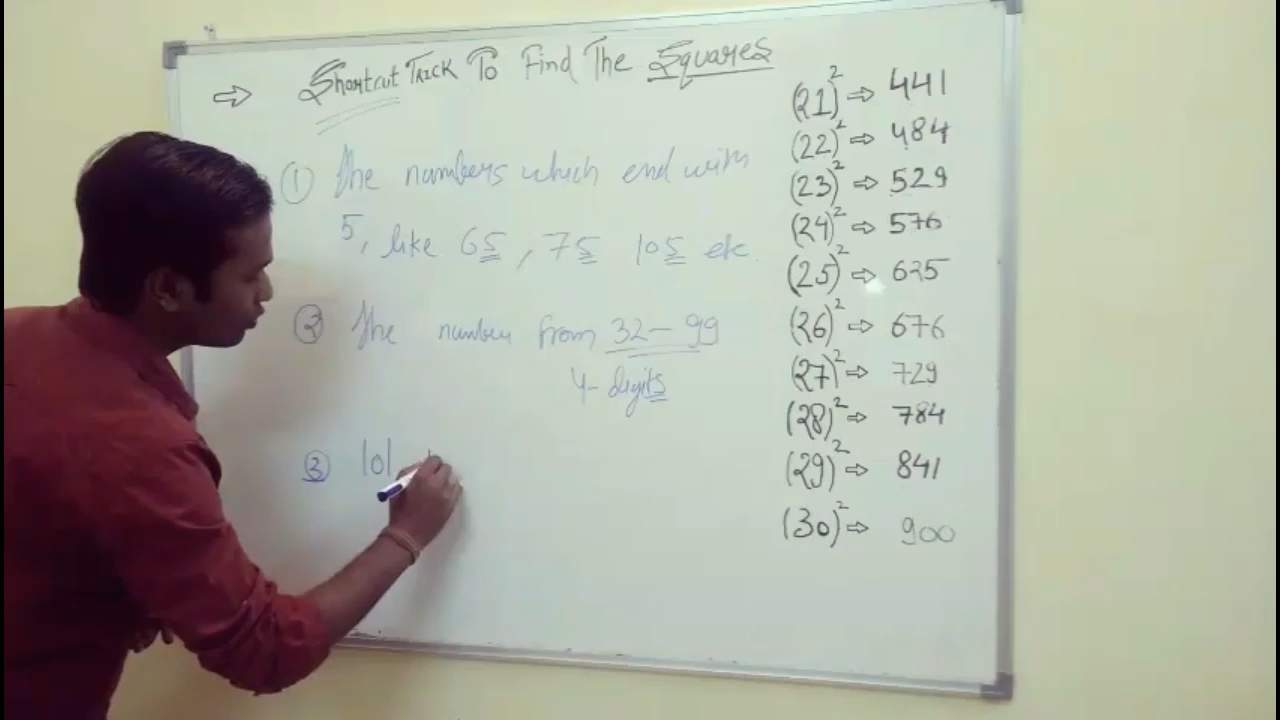 ⇒ Shortcut TRICK To Find The Squares
① The numbers which end with
5, like 65, 75 105 etc.
② The number from 32 - 99
4- digits
③ 101
(21)² ⇒ 441
(22)² ⇒ 484
(23)² ⇒ 529
(24)² ⇒ 576
(25)² ⇒ 625
(26)² ⇒ 676
(27)² ⇒ 729
(28)² ⇒ 784
(29)² ⇒ 841
(30)² ⇒ 900